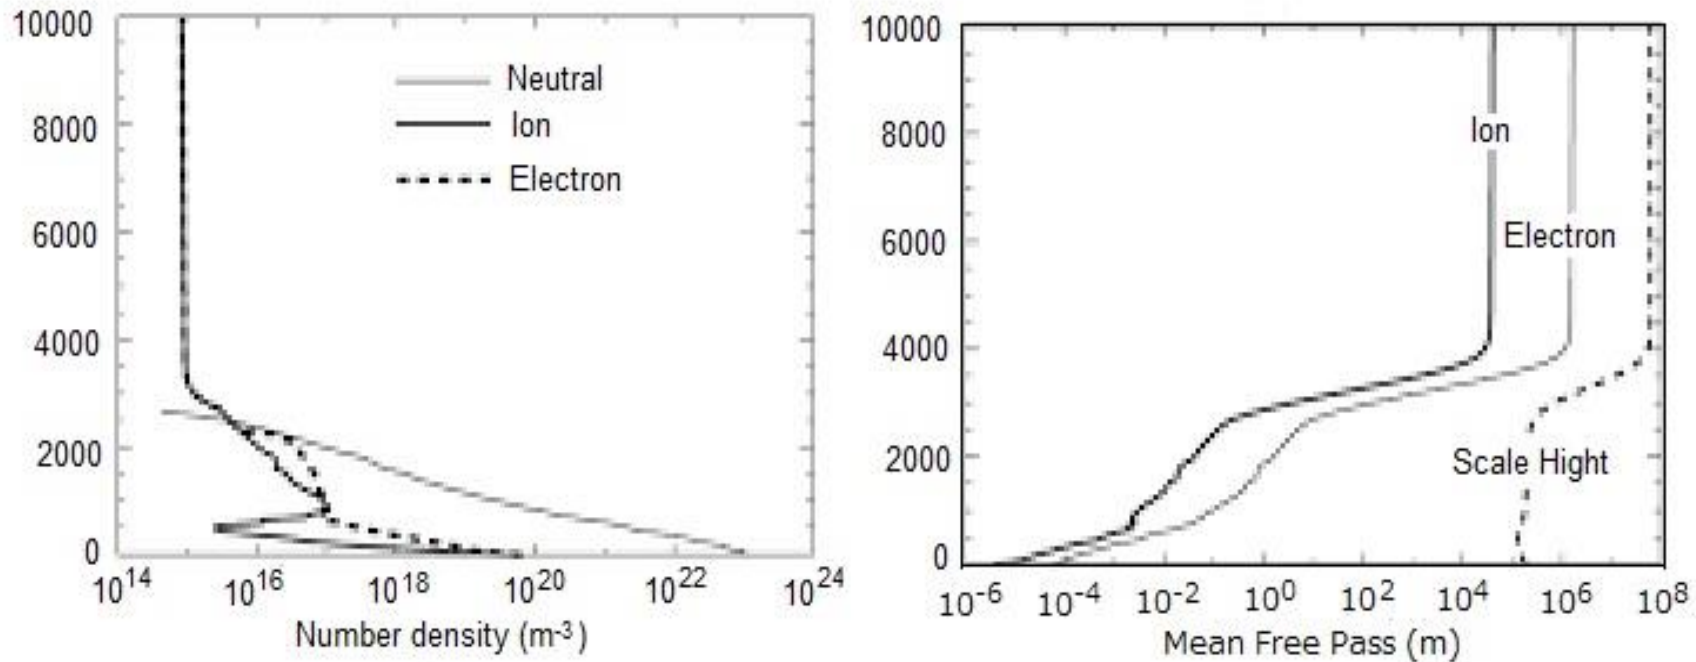 10000
8000
6000
4000
2000
0
Neutral
Ion
Electron
10^14 10^16 10^18 10^20 10^22 10^24
Number density (m^-3)
10000
8000
6000
4000
2000
0
Ion
Electron
Scale Hight
10^-6 10^-4 10^-2 10^0 10^2 10^4 10^6 10^8
Mean Free Pass (m)